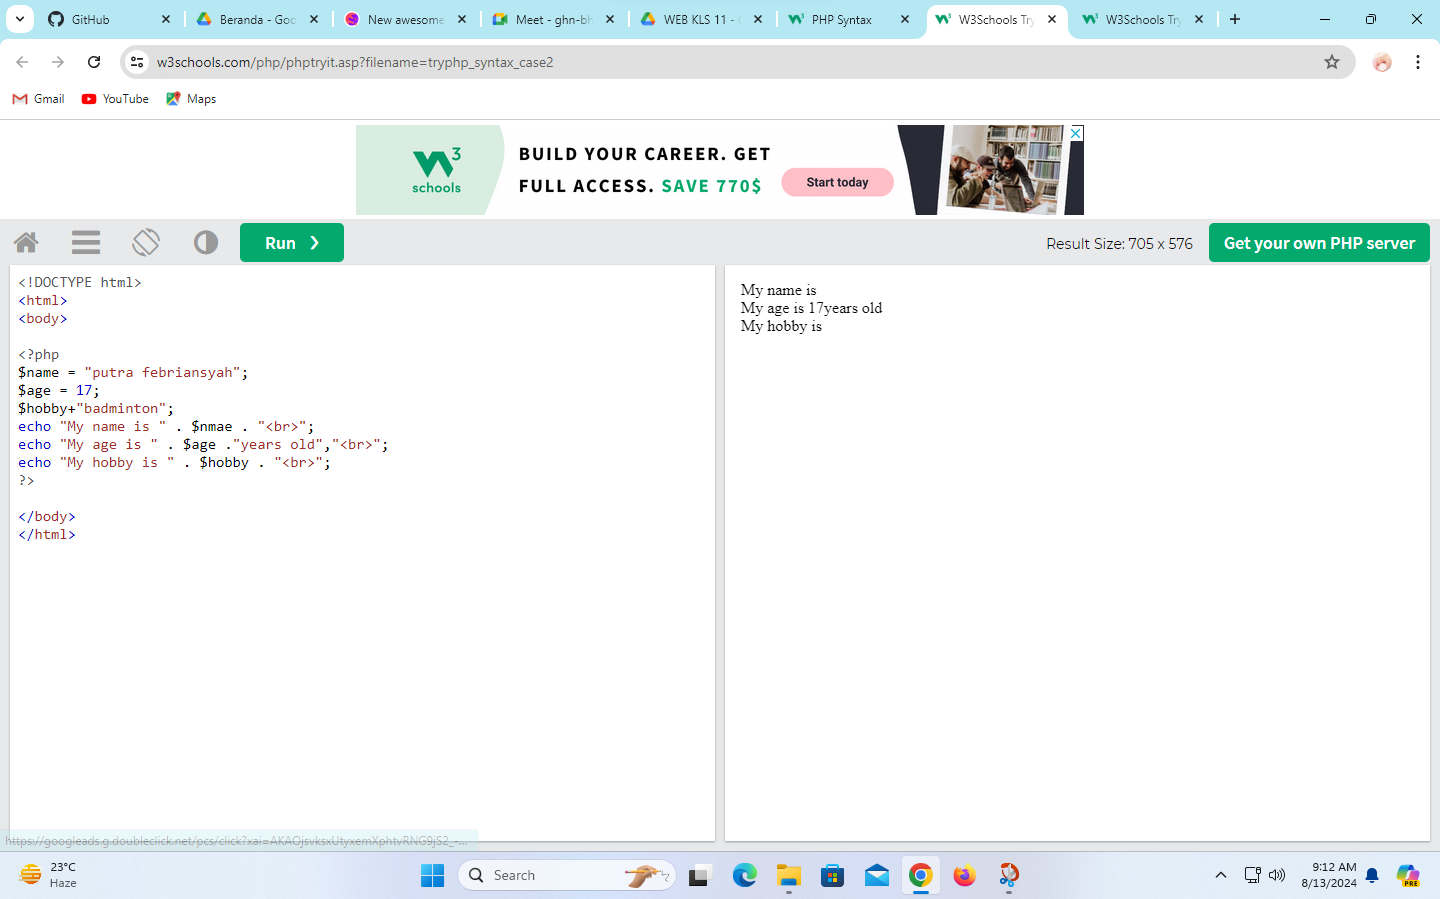 GitHub
Beranda - Goo
New awesome
Meet - ghn-bh
WEB KLS 11 -
PHP Syntax
W3Schools Try
W3Schools Try
w3schools.com/php/phptryit.asp?filename=tryphp_syntax_case2
Gmail
YouTube
Maps
W3
schools
BUILD YOUR CAREER. GET
FULL ACCESS. SAVE 770$
Start today
Run ❯
Result Size: 705 x 576
Get your own PHP server
<!DOCTYPE html>
<html>
<body>
<?php
$name = "putra febriansyah";
$age = 17;
$hobby+"badminton";
echo "My name is " . $nmae . "<br>";
echo "My age is " . $age ."years old","<br>";
echo "My hobby is " . $hobby . "<br>";
?>
</body>
</html>
My name is
My age is 17years old
My hobby is
https://googleads.g.doubleclick.net/pcs/click?xai=AKAOjsvksxUtyxemXphtvRNG9jS2_-...
23°C
Haze
Search
9:12 AM
8/13/2024
PRE